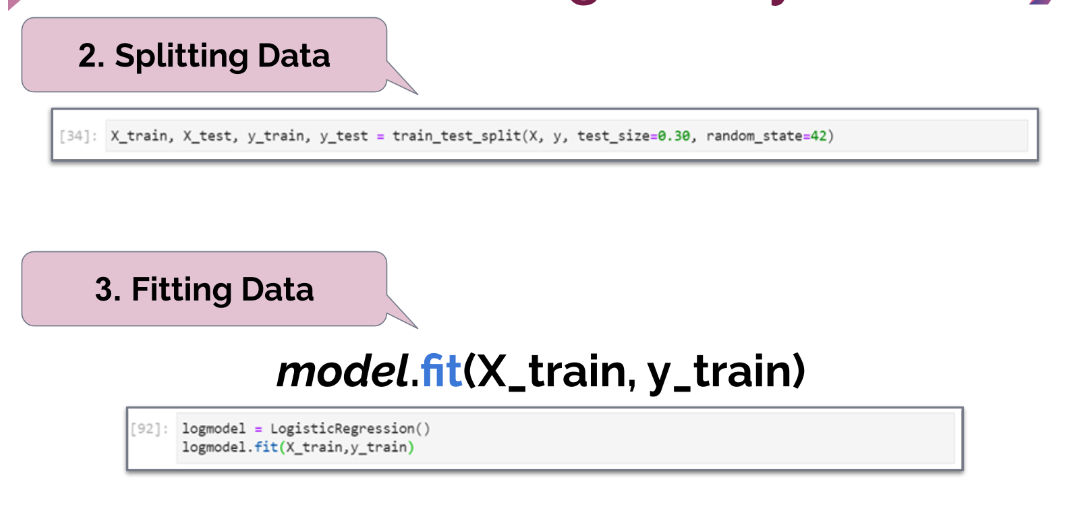 2. Splitting Data
[34]: X_train, X_test, y_train, y_test = train_test_split(X, y, test_size=0.30, random_state=42)
3. Fitting Data
model.fit(X_train, y_train)
[92]: logmodel = LogisticRegression()
logmodel.fit(X_train,y_train)